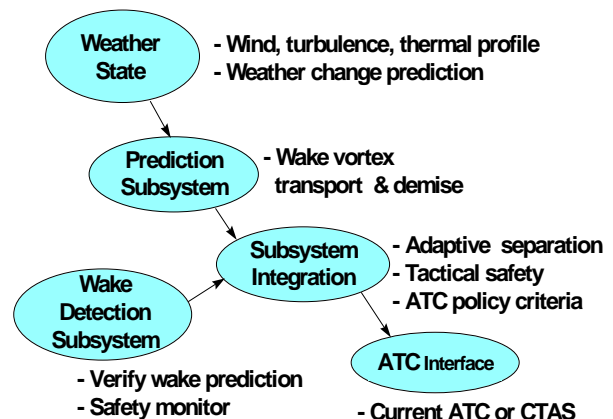 Weather
State
- Wind, turbulence, thermal profile
- Weather change prediction
Prediction
Subsystem
- Wake vortex
transport & demise
Subsystem
Integration
- Adaptive separation
- Tactical safety
- ATC policy criteria
Wake
Detection
Subsystem
- Verify wake prediction
- Safety monitor
ATC Interface
- Current ATC or CTAS